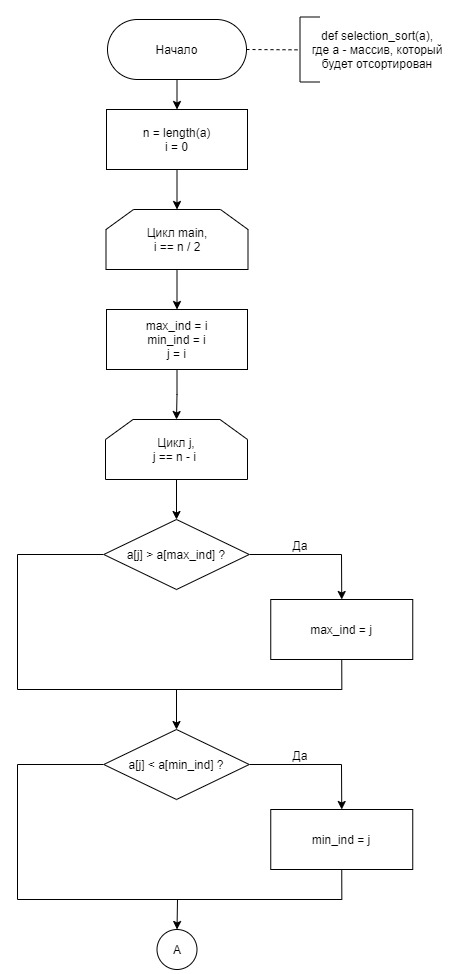 Начало
def selection_sort(a),
где a - массив, который
будет отсортирован
n = length(a)
i = 0
Цикл main,
i == n / 2
max_ind = i
min_ind = i
j = i
Цикл j,
j == n - i
a[j] > a[max_ind] ?
Да
max_ind = j
a[j] < a[min_ind] ?
Да
min_ind = j
A